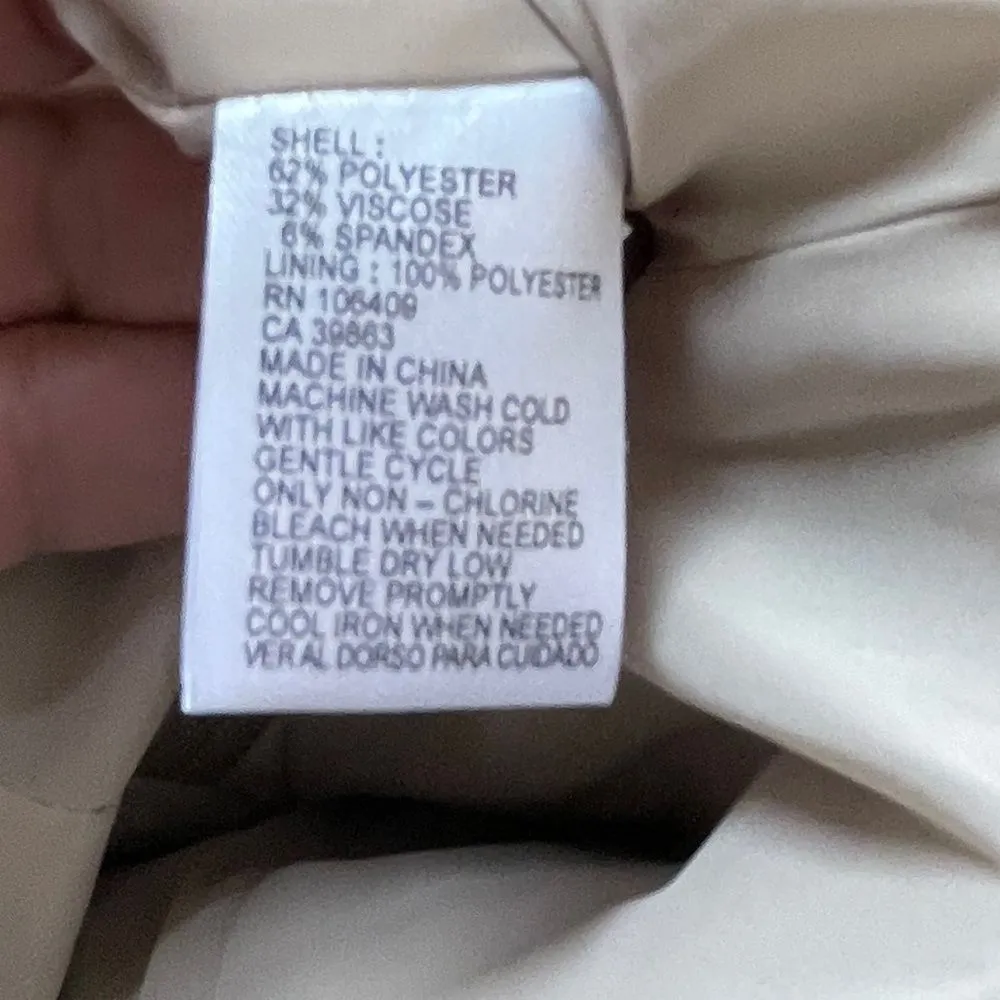 SHELL :
62% POLYESTER
32% VISCOSE
6% SPANDEX
LINING : 100% POLYESTER
RN 106409
CA 39863
MADE IN CHINA
MACHINE WASH COLD
WITH LIKE COLORS
GENTLE CYCLE
ONLY NON – CHLORINE
BLEACH WHEN NEEDED
TUMBLE DRY LOW
REMOVE PROMPTLY
COOL IRON WHEN NEEDED
VER AL DORSO PARA CUIDADO